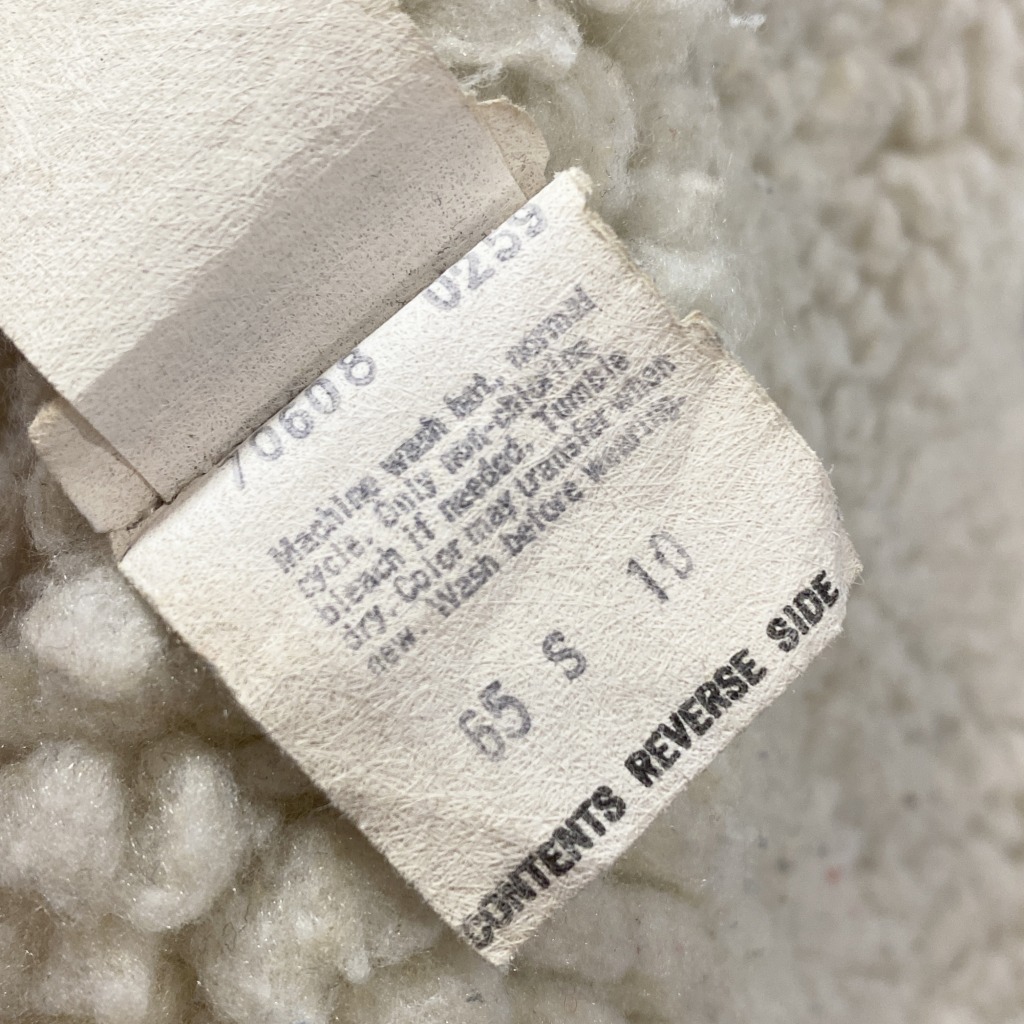 70608 0259
Machine wash hot, normal
cycle. Only non-chlorine
bleach if needed. Tumble
dry. Color may transfer when
new. Wash before wearing.
65 S 10
CONTENTS REVERSE SIDE